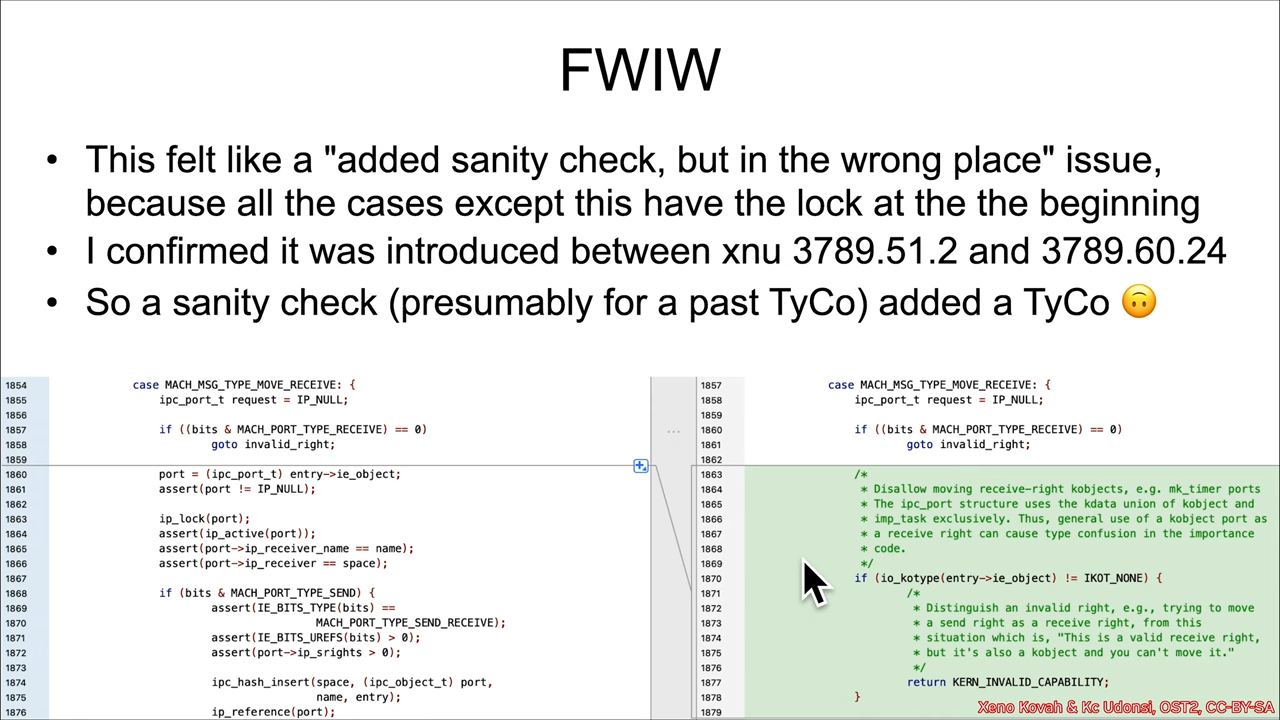 FWIW
• This felt like a "added sanity check, but in the wrong place" issue,
because all the cases except this have the lock at the the beginning
• I confirmed it was introduced between xnu 3789.51.2 and 3789.60.24
• So a sanity check (presumably for a past TyCo) added a TyCo 🙃
1854 case MACH_MSG_TYPE_MOVE_RECEIVE: {
1855 ipc_port_t request = IP_NULL;
1856
1857 if ((bits & MACH_PORT_TYPE_RECEIVE) == 0)
1858 goto invalid_right;
1859
1860 port = (ipc_port_t) entry->ie_object;
1861 assert(port != IP_NULL);
1862
1863 ip_lock(port);
1864 assert(ip_active(port));
1865 assert(port->ip_receiver_name == name);
1866 assert(port->ip_receiver == space);
1867
1868 if (bits & MACH_PORT_TYPE_SEND) {
1869 assert(IE_BITS_TYPE(bits) ==
1870 MACH_PORT_TYPE_SEND_RECEIVE);
1871 assert(IE_BITS_UREFS(bits) > 0);
1872 assert(port->ip_srights > 0);
1873
1874 ipc_hash_insert(space, (ipc_object_t) port,
1875 name, entry);
1876 ip_reference(port);
...
1857 case MACH_MSG_TYPE_MOVE_RECEIVE: {
1858 ipc_port_t request = IP_NULL;
1859
1860 if ((bits & MACH_PORT_TYPE_RECEIVE) == 0)
1861 goto invalid_right;
1862
1863 /*
1864 * Disallow moving receive-right kobjects, e.g. mk_timer ports
1865 * The ipc_port structure uses the kdata union of kobject and
1866 * imp_task exclusively. Thus, general use of a kobject port as
1867 * a receive right can cause type confusion in the importance
1868 * code.
1869 */
1870 if (io_kotype(entry->ie_object) != IKOT_NONE) {
1871 /*
1872 * Distinguish an invalid right, e.g., trying to move
1873 * a send right as a receive right, from this
1874 * situation which is, "This is a valid receive right,
1875 * but it's also a kobject and you can't move it."
1876 */
1877 return KERN_INVALID_CAPABILITY;
1878 }
1879
Xeno Kovah & Kc Udonsi, OST2, CC-BY-SA